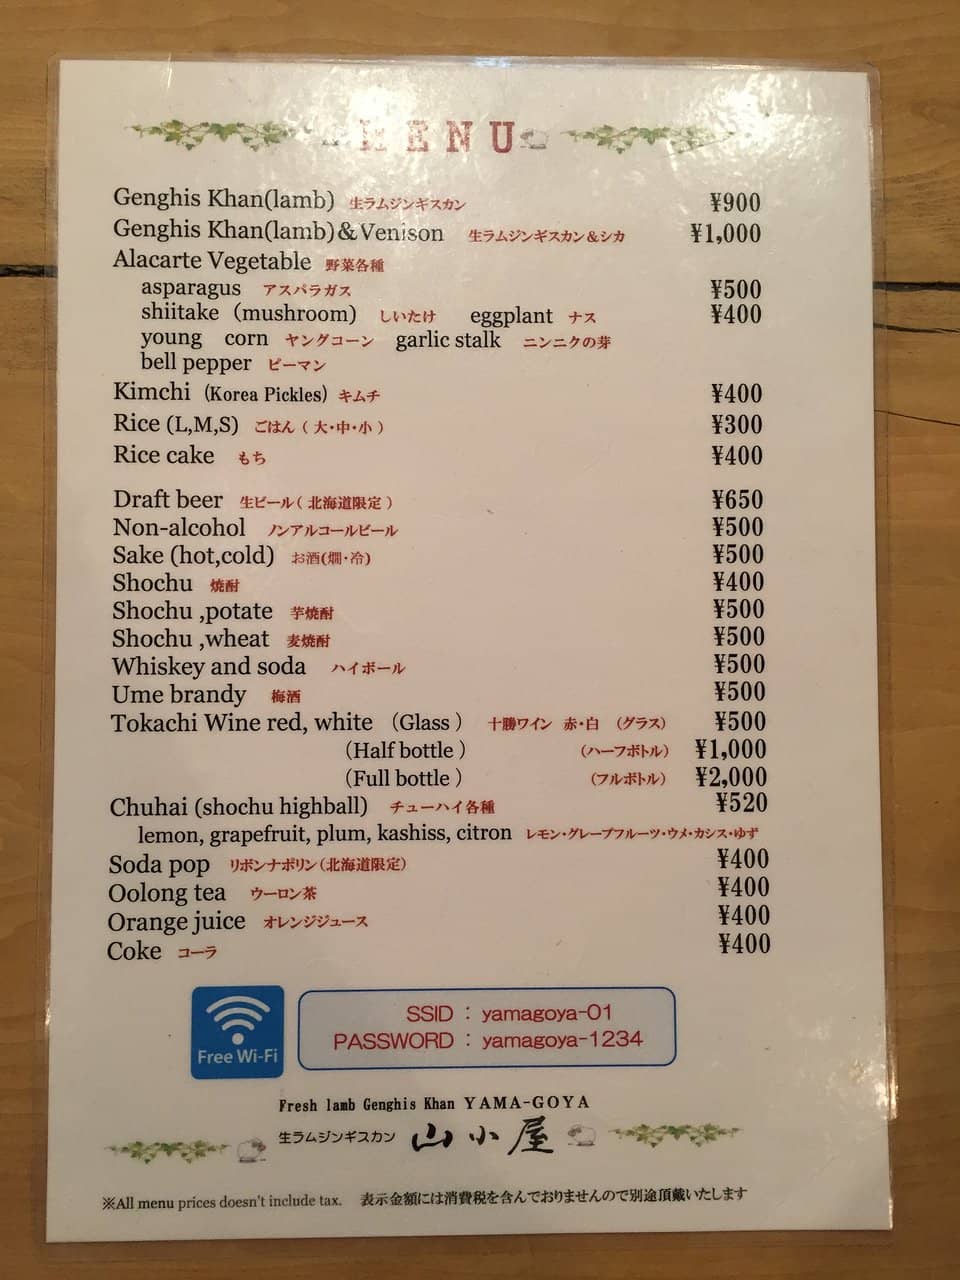 MENU
Genghis Khan(lamb) 生ラムジンギスカン ¥900
Genghis Khan(lamb)&Venison 生ラムジンギスカン&シカ ¥1,000
Alacarte Vegetable 野菜各種
asparagus アスパラガス ¥500
shiitake (mushroom) しいたけ eggplant ナス ¥400
young corn ヤングコーン garlic stalk ニンニクの芽
bell pepper ピーマン
Kimchi (Korea Pickles) キムチ ¥400
Rice (L,M,S) ごはん ( 大・中・小 ) ¥300
Rice cake もち ¥400
Draft beer 生ビール( 北海道限定 ) ¥650
Non-alcohol ノンアルコールビール ¥500
Sake (hot,cold) お酒(燗・冷) ¥500
Shochu 焼酎 ¥400
Shochu ,potate 芋焼酎 ¥500
Shochu ,wheat 麦焼酎 ¥500
Whiskey and soda ハイボール ¥500
Ume brandy 梅酒 ¥500
Tokachi Wine red, white (Glass ) 十勝ワイン 赤・白 (グラス) ¥500
(Half bottle ) (ハーフボトル) ¥1,000
(Full bottle ) (フルボトル) ¥2,000
Chuhai (shochu highball) チューハイ各種 ¥520
lemon, grapefruit, plum, kashiss, citron レモン・グレープフルーツ・ウメ・カシス・ゆず
Soda pop リボンナポリン(北海道限定) ¥400
Oolong tea ウーロン茶 ¥400
Orange juice オレンジジュース ¥400
Coke コーラ ¥400
Free Wi-Fi
SSID : yamagoya-01
PASSWORD : yamagoya-1234
Fresh lamb Genghis Khan YAMA-GOYA
生ラムジンギスカン 山小屋
※All menu prices doesn't include tax. 表示金額には消費税を含んでおりませんので別途頂戴いたします